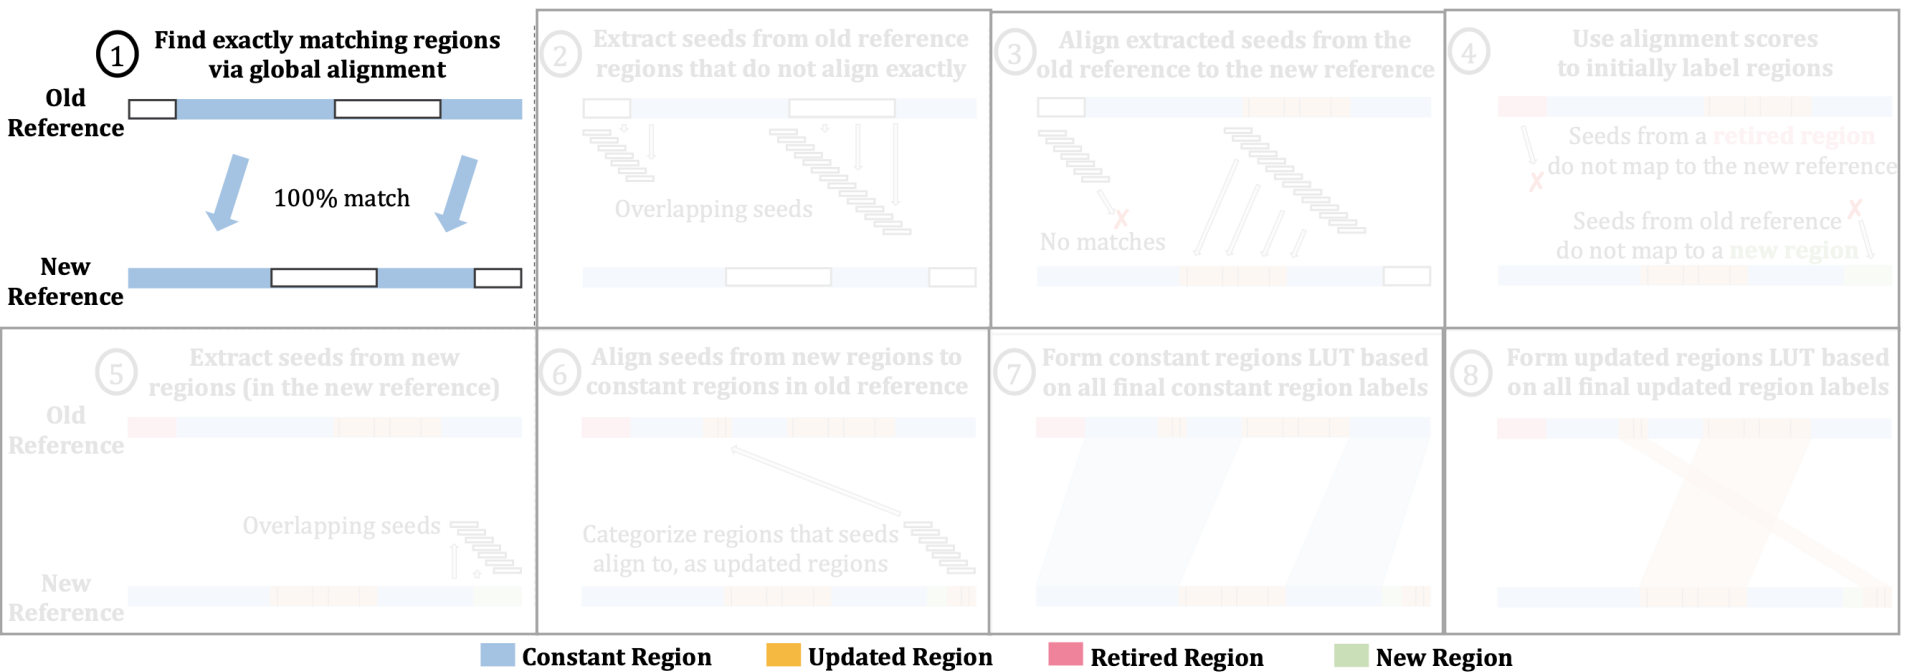 1
Find exactly matching regions
via global alignment
Old
Reference
100% match
New
Reference
2
Extract seeds from old reference
regions that do not align exactly
Overlapping seeds
3
Align extracted seeds from the
old reference to the new reference
No matches
4
Use alignment scores
to initially label regions
Seeds from a retired region
do not map to the new reference
✗
Seeds from old reference
do not map to a new region
5
Extract seeds from new
regions (in the new reference)
Old
Reference
Overlapping seeds
New
Reference
6
Align seeds from new regions to
constant regions in old reference
Categorize regions that seeds
align to, as updated regions
7
Form constant regions LUT based
on all final constant region labels
8
Form updated regions LUT based
on all final updated region labels
Constant Region
Updated Region
Retired Region
New Region